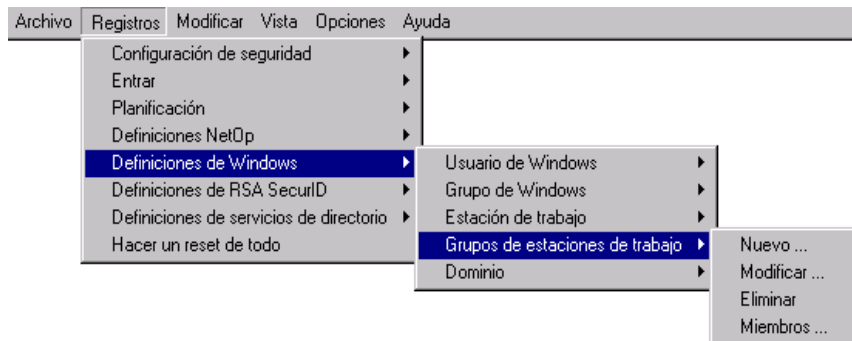 Archivo Registros Modificar Vista Opciones Ayuda
Configuración de seguridad
Entrar
Planificación
Definiciones NetOp
Definiciones de Windows
Definiciones de RSA SecurID
Definiciones de servicios de directorio
Hacer un reset de todo
Usuario de Windows
Grupo de Windows
Estación de trabajo
Grupos de estaciones de trabajo
Dominio
Nuevo ...
Modificar ...
Eliminar
Miembros ...